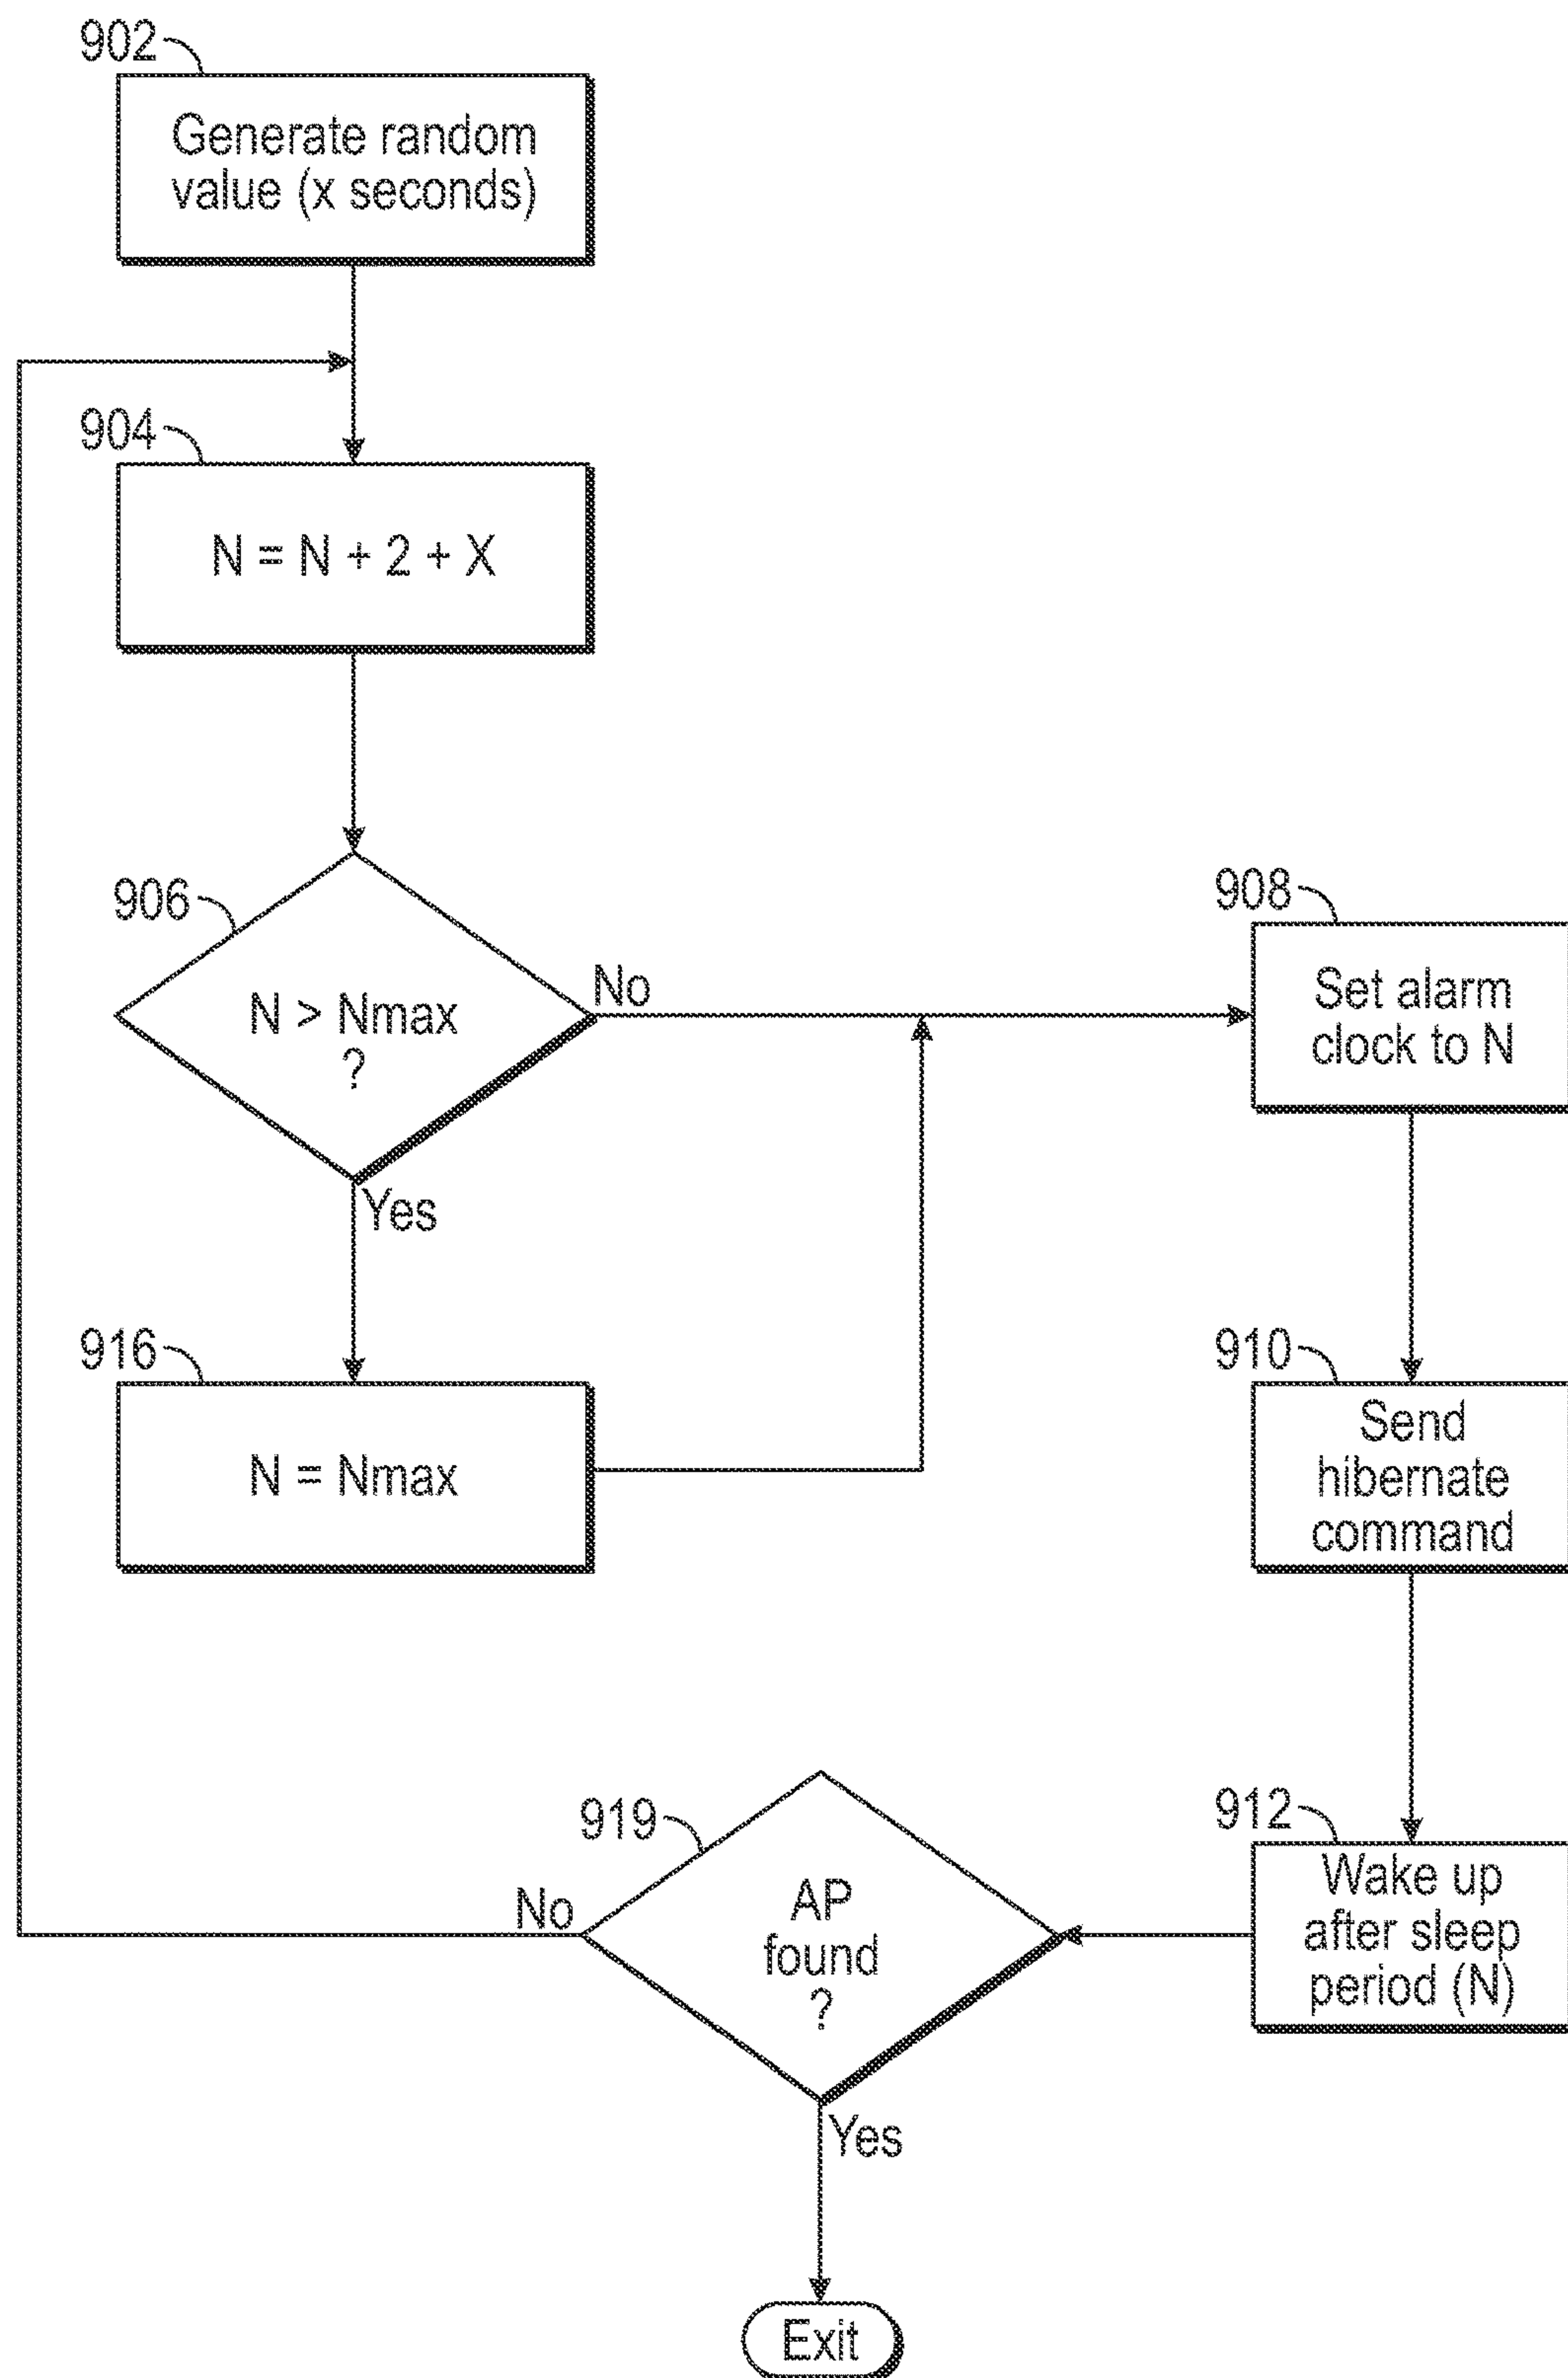 902
Generate random
value (x seconds)
904
N = N + 2 + X
906
N > Nmax
?
No
Yes
908
Set alarm
clock to N
916
N = Nmax
910
Send
hibernate
command
912
Wake up
after sleep
period (N)
919
AP
found
?
No
Yes
Exit